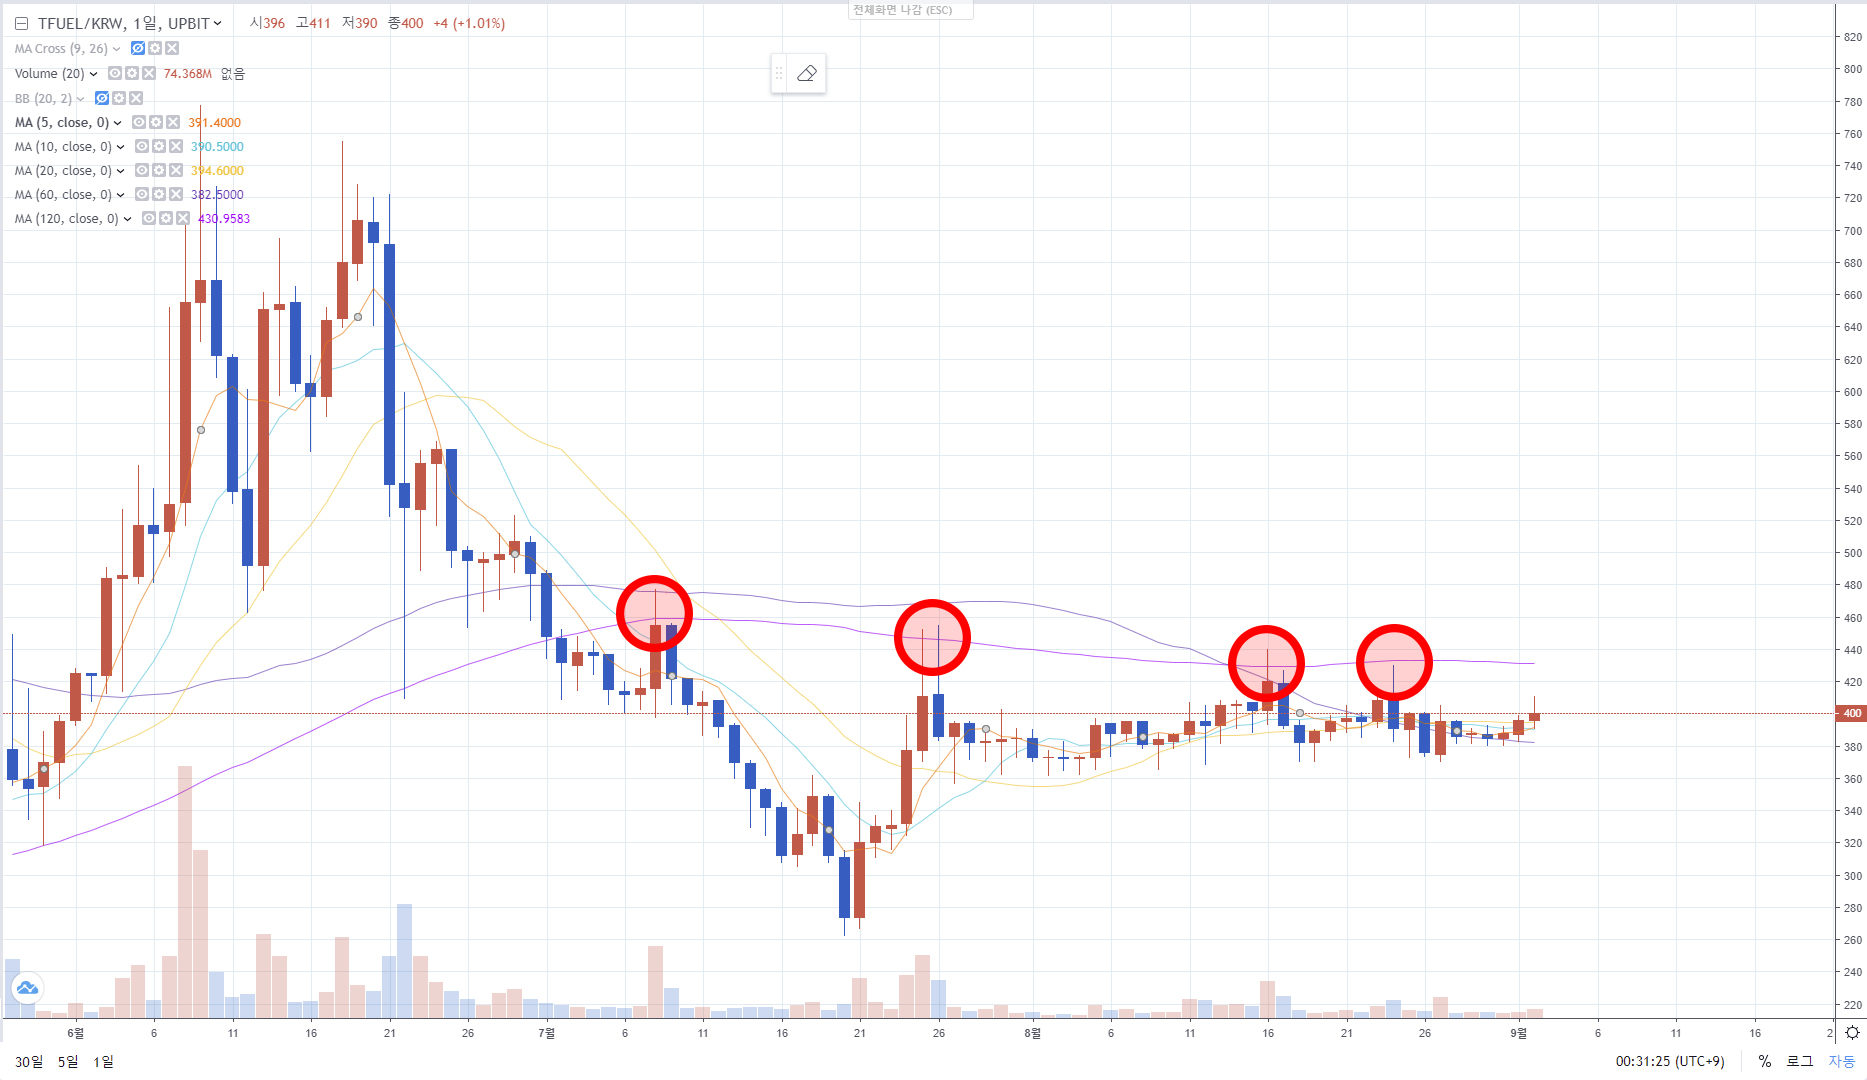 전체화면 나감 (ESC)
TFUEL/KRW, 1일, UPBIT 시396 고411 저390 종400 +4 (+1.01%)
MA Cross (9, 26)
Volume (20) 74.368M 없음
BB (20, 2)
MA (5, close, 0) 391.4000
MA (10, close, 0) 390.5000
MA (20, close, 0) 394.6000
MA (60, close, 0) 382.5000
MA (120, close, 0) 430.9583
820
800
780
760
740
720
700
680
660
640
620
600
580
560
540
520
500
480
460
440
420
400
380
360
340
320
300
280
260
240
220
6월 6 11 16 21 26 7월 6 11 16 21 26 8월 6 11 16 21 26 9월 6 11 16 2
30일 5일 1일 00:31:25 (UTC+9) % 로그 자동